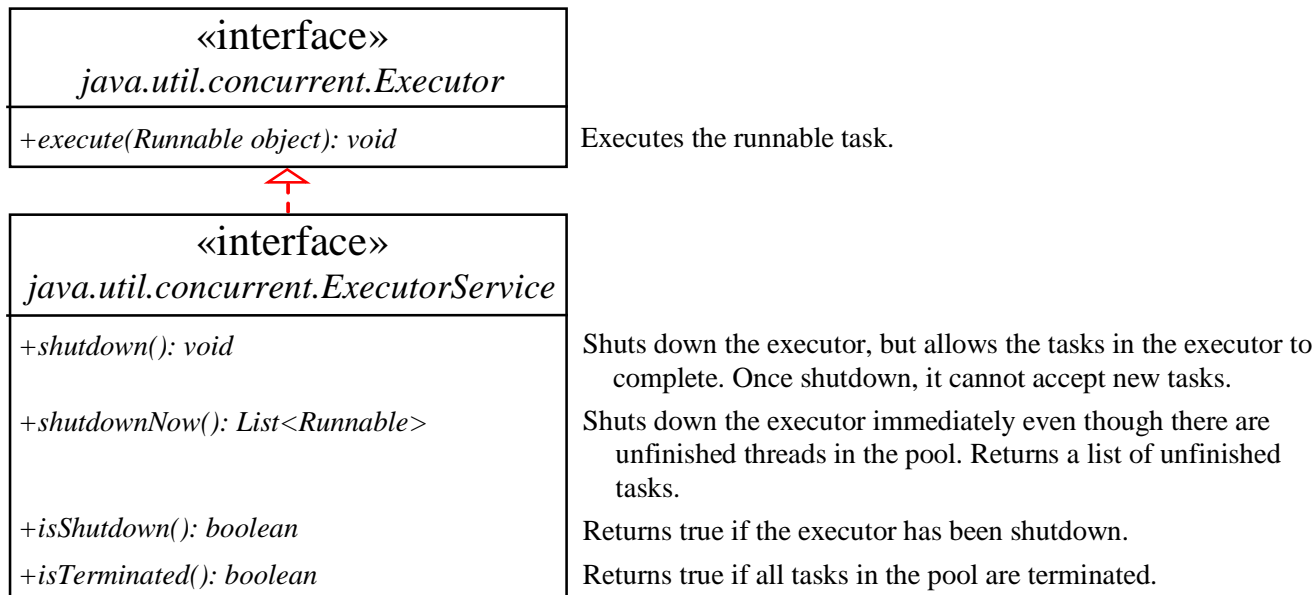 «interface»
java.util.concurrent.Executor
+execute(Runnable object): void
Executes the runnable task.
«interface»
java.util.concurrent.ExecutorService
+shutdown(): void
Shuts down the executor, but allows the tasks in the executor to
complete. Once shutdown, it cannot accept new tasks.
+shutdownNow(): List<Runnable>
Shuts down the executor immediately even though there are
unfinished threads in the pool. Returns a list of unfinished
tasks.
+isShutdown(): boolean
Returns true if the executor has been shutdown.
+isTerminated(): boolean
Returns true if all tasks in the pool are terminated.